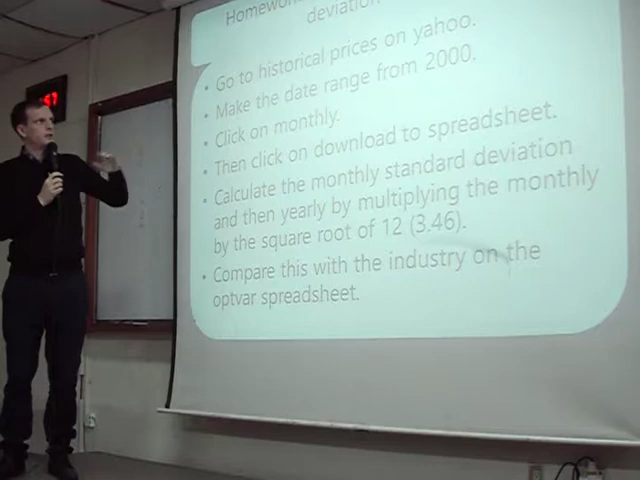 Homework
deviation
• Go to historical prices on yahoo.
• Make the date range from 2000.
• Click on monthly.
• Then click on download to spreadsheet.
• Calculate the monthly standard deviation
and then yearly by multiplying the monthly
by the square root of 12 (3.46).
• Compare this with the industry on the
optvar spreadsheet.